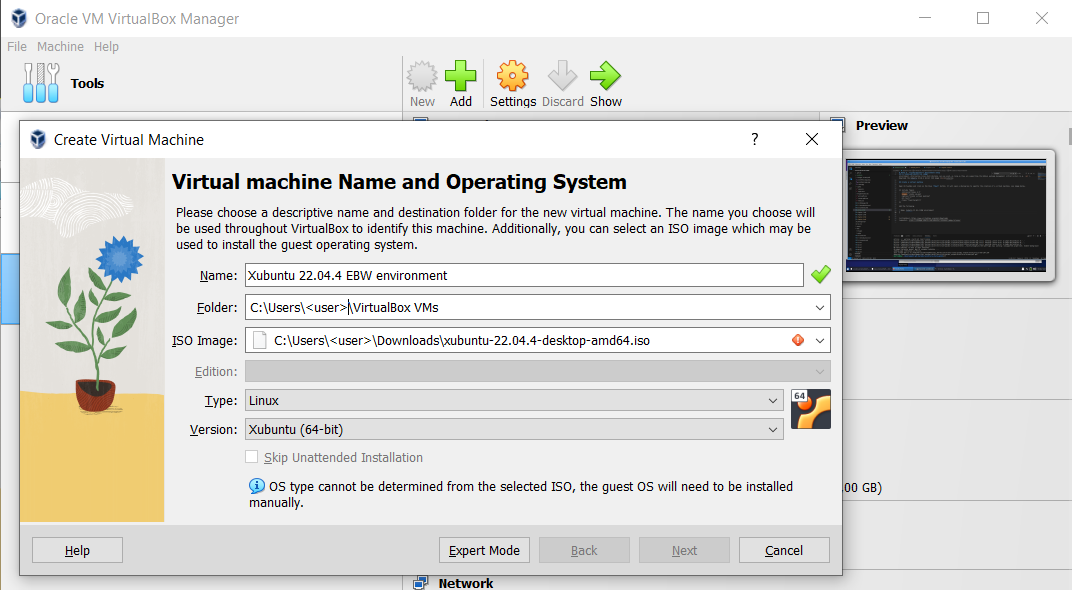 Oracle VM VirtualBox Manager
File Machine Help
Tools
New Add Settings Discard Show
Create Virtual Machine ?
Preview
Virtual machine Name and Operating System
Please choose a descriptive name and destination folder for the new virtual machine. The name you choose will
be used throughout VirtualBox to identify this machine. Additionally, you can select an ISO image which may be
used to install the guest operating system.
Name: Xubuntu 22.04.4 EBW environment
Folder: C:\Users\<user>\VirtualBox VMs
ISO Image: C:\Users\<user>\Downloads\xubuntu-22.04.4-desktop-amd64.iso
Edition:
Type: Linux
64
Version: Xubuntu (64-bit)
Skip Unattended Installation
OS type cannot be determined from the selected ISO, the guest OS will need to be installed
manually.
.00 GB)
Help Expert Mode Back Next Cancel
Network